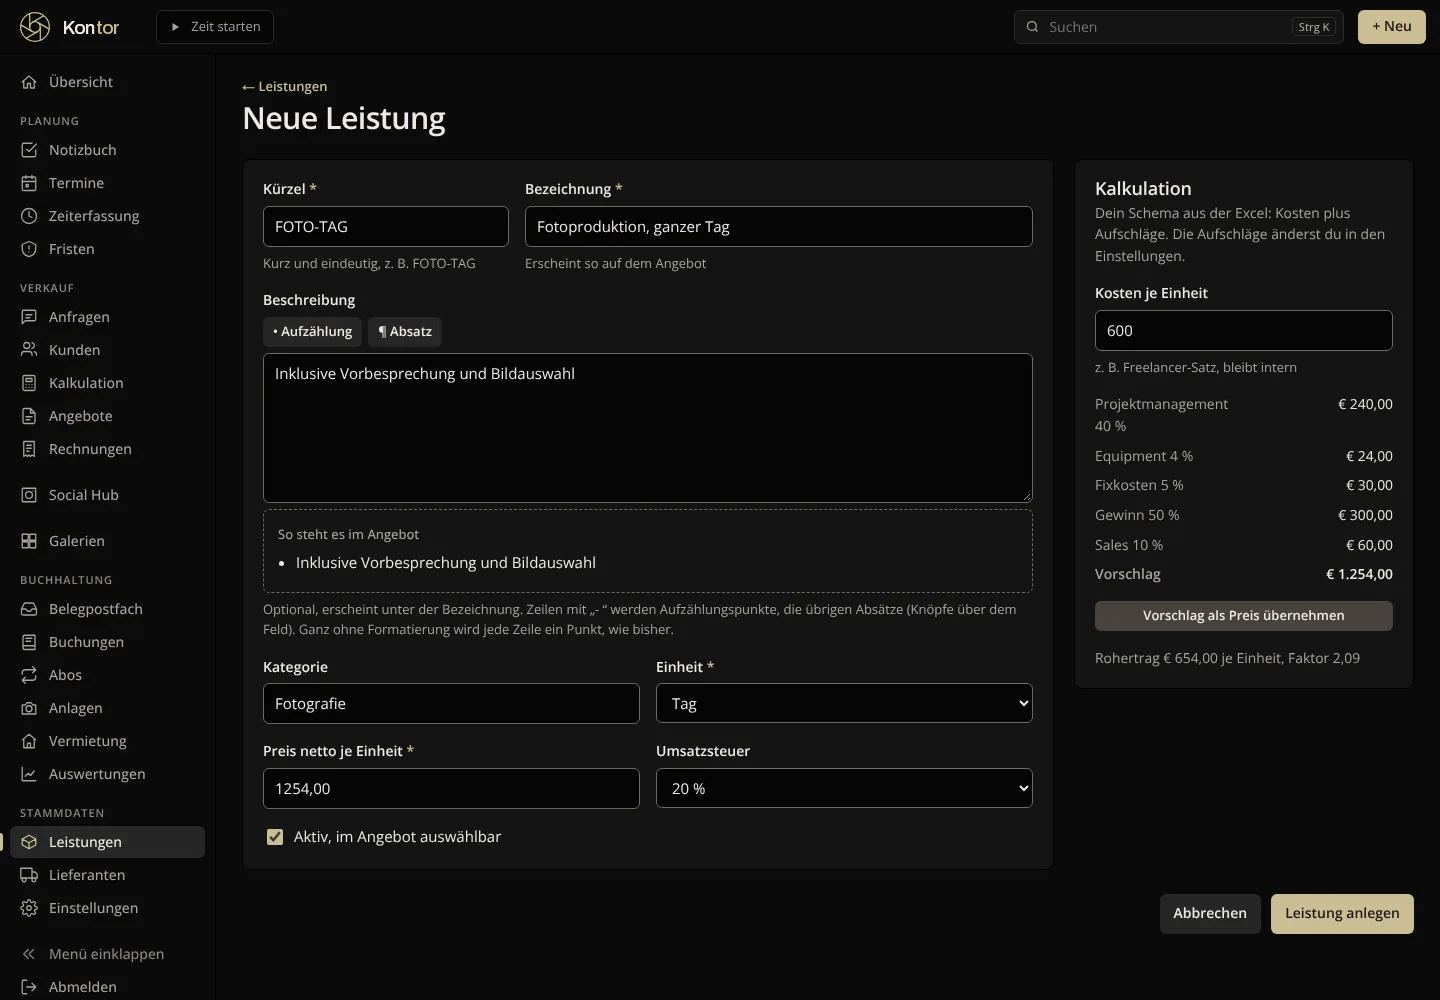 Kontor
Zeit starten
Suchen
Strg K
+ Neu
Übersicht
PLANUNG
Notizbuch
Termine
Zeiterfassung
Fristen
VERKAUF
Anfragen
Kunden
Kalkulation
Angebote
Rechnungen
Social Hub
Galerien
BUCHHALTUNG
Belegpostfach
Buchungen
Abos
Anlagen
Vermietung
Auswertungen
STAMMDATEN
Leistungen
Lieferanten
Einstellungen
Menü einklappen
Abmelden
← Leistungen
Neue Leistung
Kürzel *
FOTO-TAG
Kurz und eindeutig, z. B. FOTO-TAG
Bezeichnung *
Fotoproduktion, ganzer Tag
Erscheint so auf dem Angebot
Beschreibung
• Aufzählung
¶ Absatz
Inklusive Vorbesprechung und Bildauswahl
So steht es im Angebot
• Inklusive Vorbesprechung und Bildauswahl
Optional, erscheint unter der Bezeichnung. Zeilen mit „- “ werden Aufzählungspunkte, die übrigen Absätze (Knöpfe über dem
Feld). Ganz ohne Formatierung wird jede Zeile ein Punkt, wie bisher.
Kategorie
Fotografie
Einheit *
Tag
Preis netto je Einheit *
1254,00
Umsatzsteuer
20 %
Aktiv, im Angebot auswählbar
Kalkulation
Dein Schema aus der Excel: Kosten plus
Aufschläge. Die Aufschläge änderst du in den
Einstellungen.
Kosten je Einheit
600
z. B. Freelancer-Satz, bleibt intern
Projektmanagement € 240,00
40 %
Equipment 4 % € 24,00
Fixkosten 5 % € 30,00
Gewinn 50 % € 300,00
Sales 10 % € 60,00
Vorschlag € 1.254,00
Vorschlag als Preis übernehmen
Rohertrag € 654,00 je Einheit, Faktor 2,09
Abbrechen
Leistung anlegen